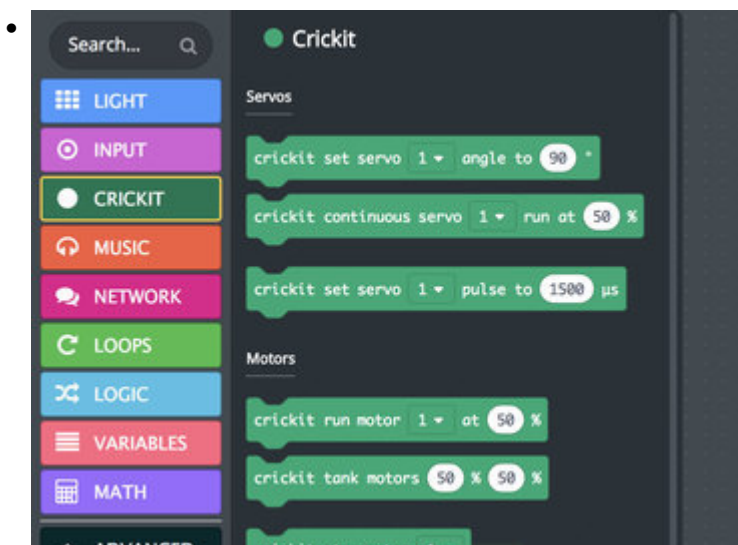 Search...
LIGHT
INPUT
CRICKIT
MUSIC
NETWORK
LOOPS
LOGIC
VARIABLES
MATH
ADVANCED
Crickit
Servos
crickit set servo 1 angle to 90 °
crickit continuous servo 1 run at 50 %
crickit set servo 1 pulse to 1500 µs
Motors
crickit run motor 1 at 50 %
crickit tank motors 50 % 50 %